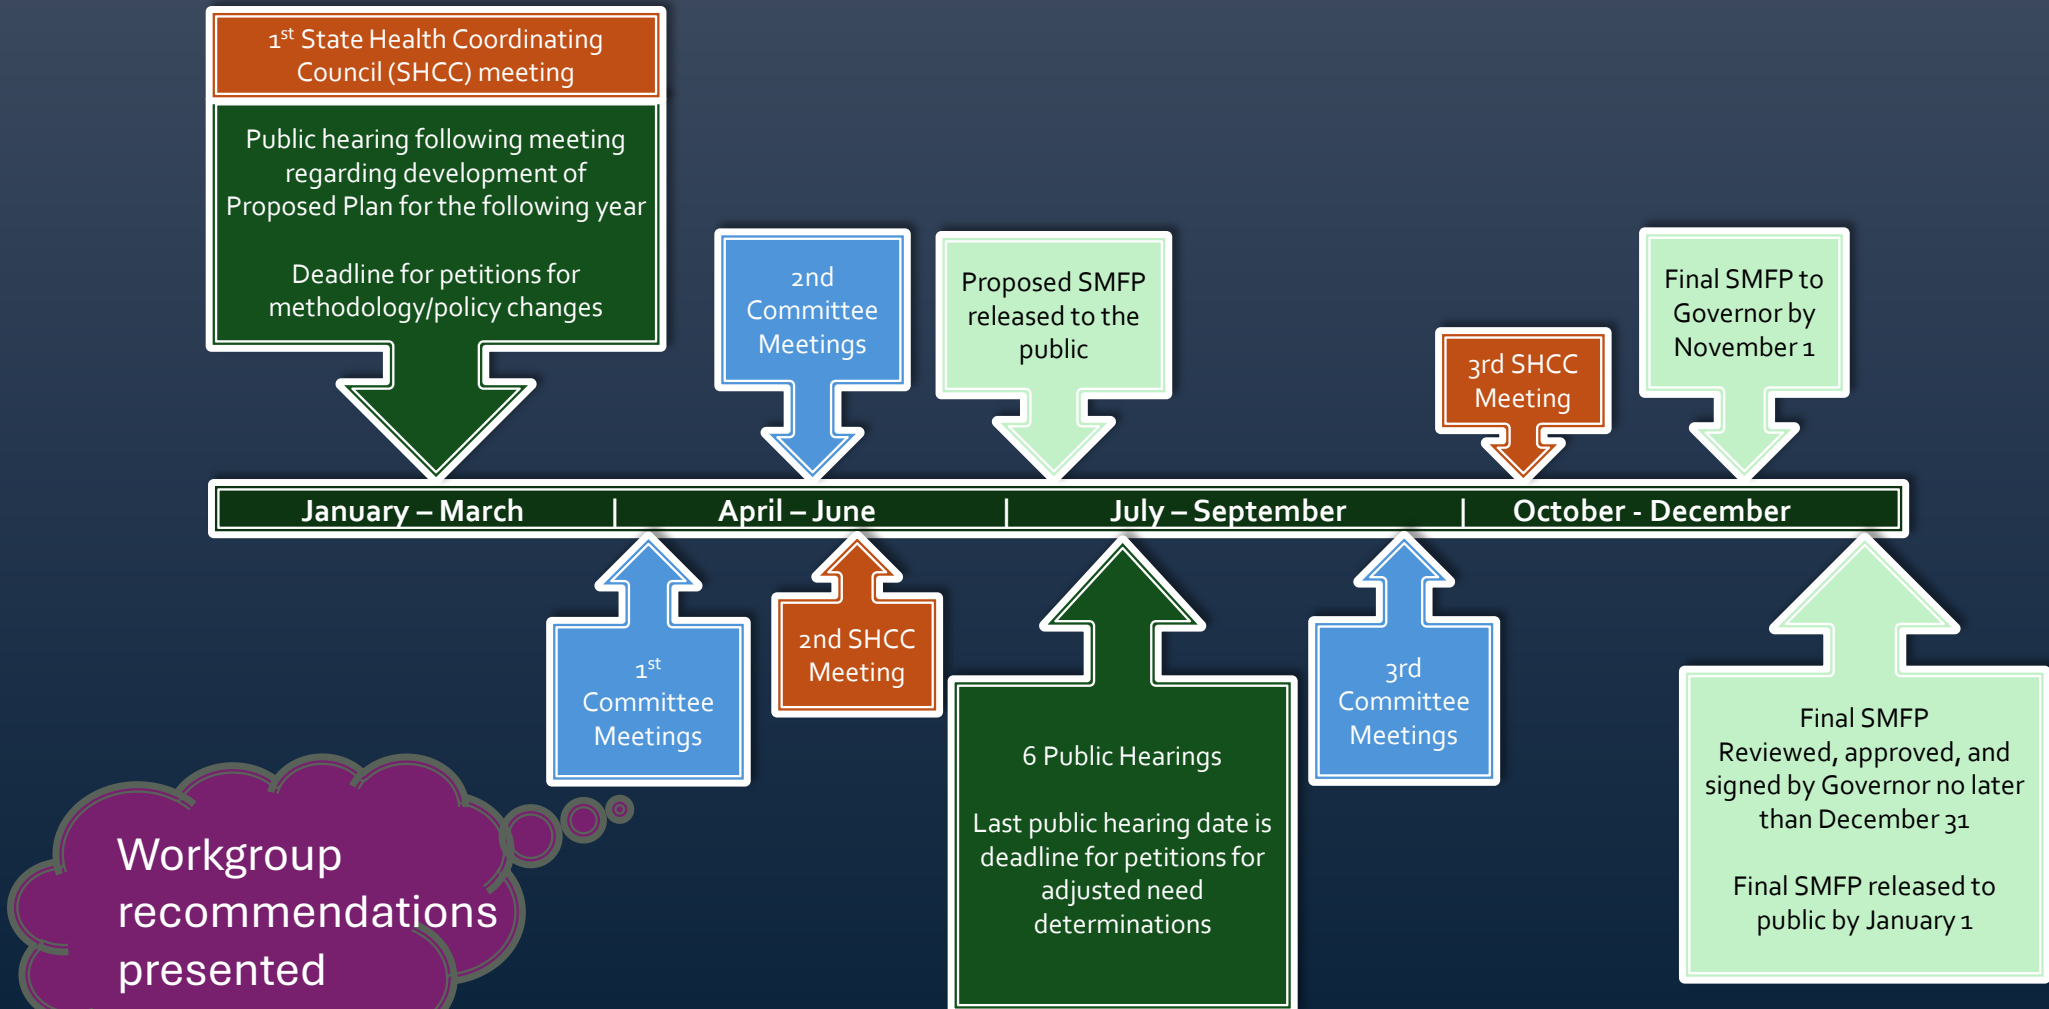 1st State Health Coordinating
Council (SHCC) meeting
Public hearing following meeting
regarding development of
Proposed Plan for the following year
Deadline for petitions for
methodology/policy changes
2nd
Committee
Meetings
Proposed SMFP
released to the
public
3rd SHCC
Meeting
Final SMFP to
Governor by
November 1
January – March | April – June | July – September | October - December
1st
Committee
Meetings
2nd SHCC
Meeting
6 Public Hearings
Last public hearing date is
deadline for petitions for
adjusted need
determinations
3rd
Committee
Meetings
Final SMFP
Reviewed, approved, and
signed by Governor no later
than December 31
Final SMFP released to
public by January 1
Workgroup
recommendations
presented